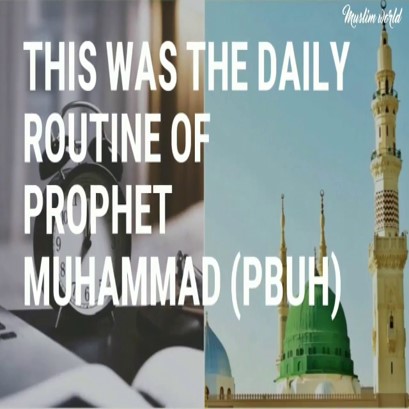 Muslim world
THIS WAS THE DAILY
ROUTINE OF
PROPHET
MUHAMMAD (PBUH)